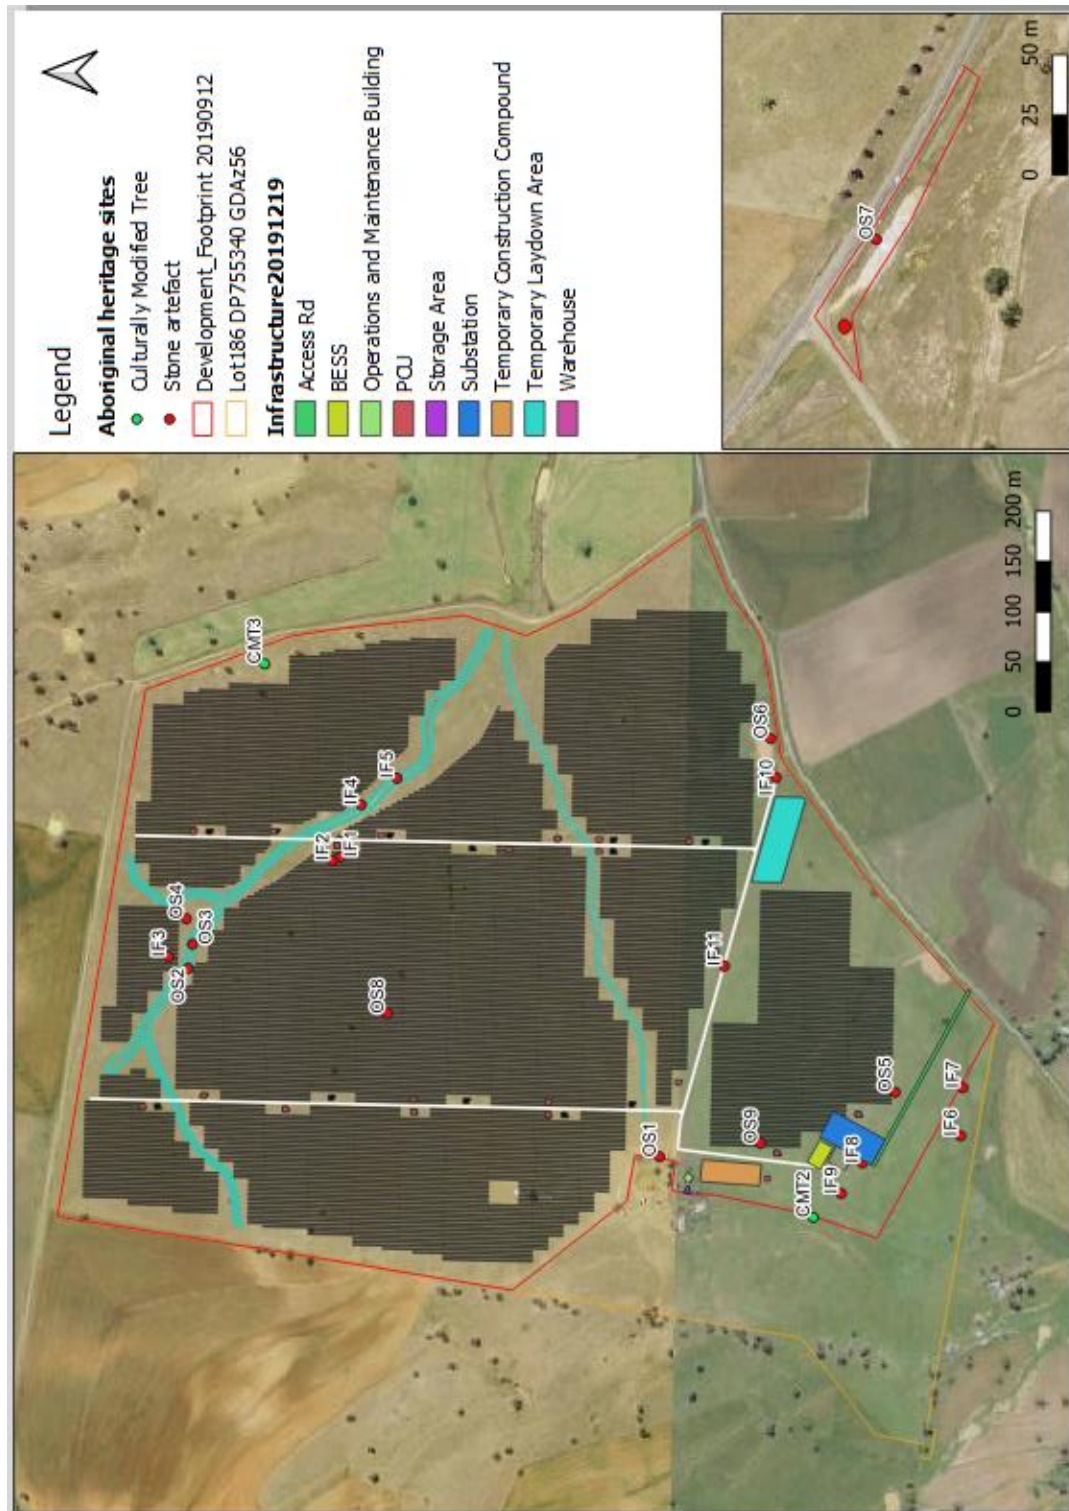 Legend
Aboriginal heritage sites
Culturally Modified Tree
Stone artefact
Development_Footprint 20190912
Lot186 DP755340 GDAz56
Infrastructure20191219
Access Rd
BESS
Operations and Maintenance Building
PCU
Storage Area
Substation
Temporary Construction Compound
Temporary Laydown Area
Warehouse
CMT3
IF5
IF4
IF2
IF1
OS4
OS3
IF3
OS2
OS8
OS6
IF10
IF11
OS1
OS9
OS5
IF7
IF6
IF8
IF9
CMT2
0 50 100 150 200 m
OS7
0 25 50 m